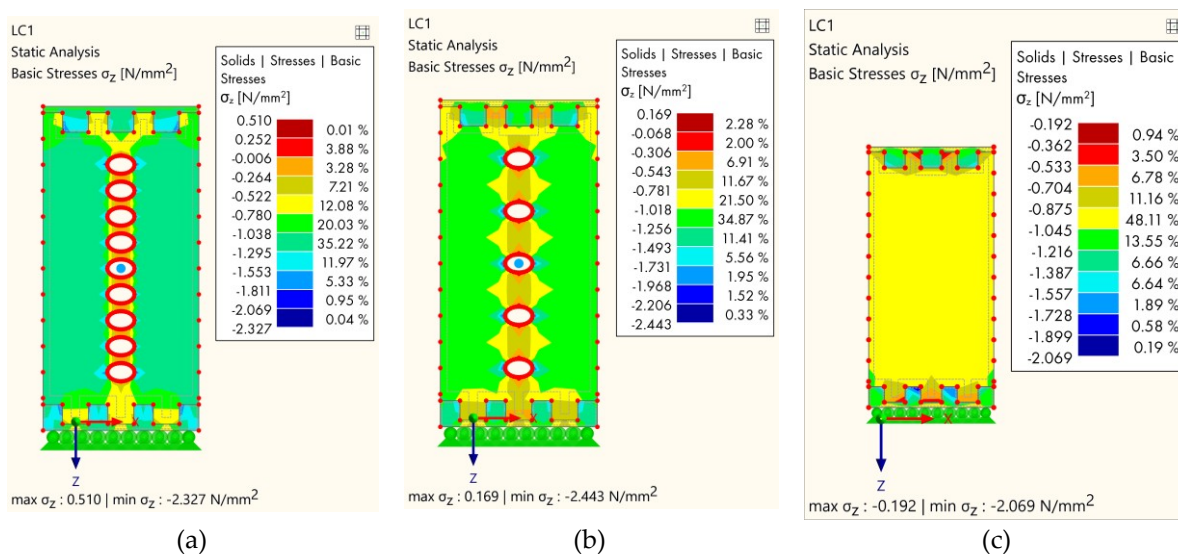 LC1
Static Analysis
Basic Stresses σz [N/mm2]
Solids | Stresses | Basic
Stresses
σz [N/mm2]
0.510
0.01 %
0.252
3.88 %
-0.006
3.28 %
-0.264
7.21 %
-0.522
12.08 %
-0.780
20.03 %
-1.038
35.22 %
-1.295
11.97 %
-1.553
5.33 %
-1.811
0.95 %
-2.069
0.04 %
-2.327
X
Z
max σz : 0.510 | min σz : -2.327 N/mm2
(a)
LC1
Static Analysis
Basic Stresses σz [N/mm2]
Solids | Stresses | Basic
Stresses
σz [N/mm2]
0.169
2.28 %
-0.068
2.00 %
-0.306
6.91 %
-0.543
11.67 %
-0.781
21.50 %
-1.018
34.87 %
-1.256
11.41 %
-1.493
5.56 %
-1.731
1.95 %
-1.968
1.52 %
-2.206
0.33 %
-2.443
X
Z
max σz : 0.169 | min σz : -2.443 N/mm2
(b)
LC1
Static Analysis
Basic Stresses σz [N/mm2]
Solids | Stresses | Basic
Stresses
σz [N/mm2]
-0.192
0.94 %
-0.362
3.50 %
-0.533
6.78 %
-0.704
11.16 %
-0.875
48.11 %
-1.045
13.55 %
-1.216
6.66 %
-1.387
6.64 %
-1.557
1.89 %
-1.728
0.58 %
-1.899
0.19 %
-2.069
X
Z
max σz : -0.192 | min σz : -2.069 N/mm2
(c)